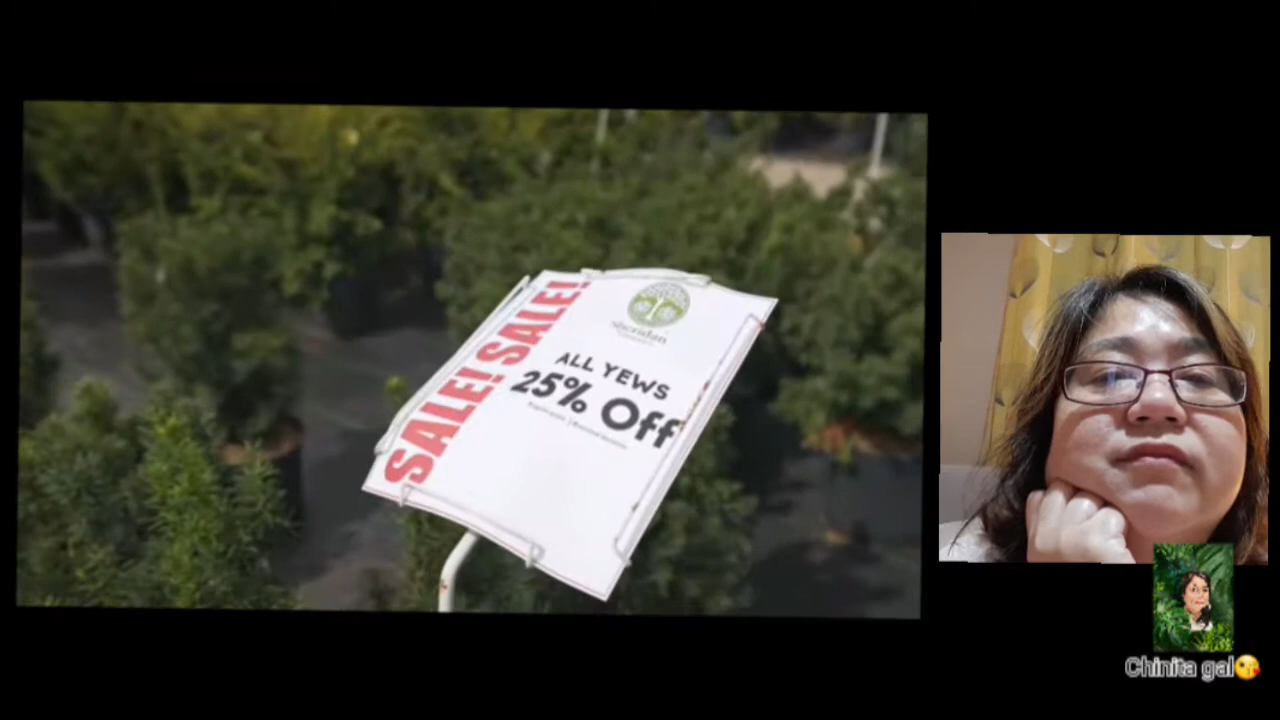 SALE! SALE!
Sheridan
ALL YEWS
25% Off
Chinita gal😘